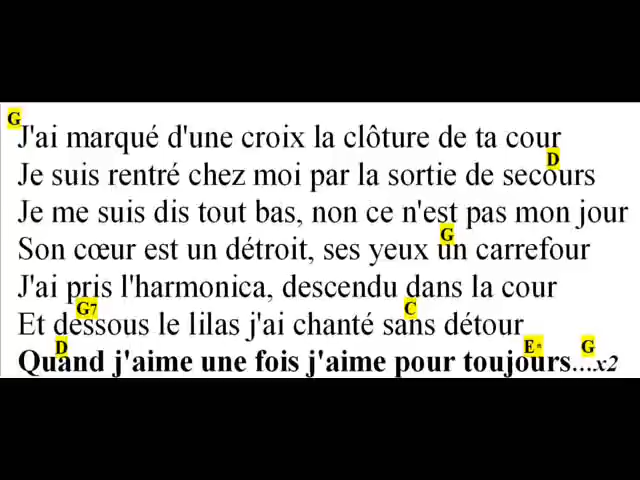 G
J'ai marqué d'une croix la clôture de ta cour
D
Je suis rentré chez moi par la sortie de secours
Je me suis dis tout bas, non ce n'est pas mon jour
G
Son cœur est un détroit, ses yeux un carrefour
J'ai pris l'harmonica, descendu dans la cour
G7 C
Et dessous le lilas j'ai chanté sans détour
D E* G
Quand j'aime une fois j'aime pour toujours....x2